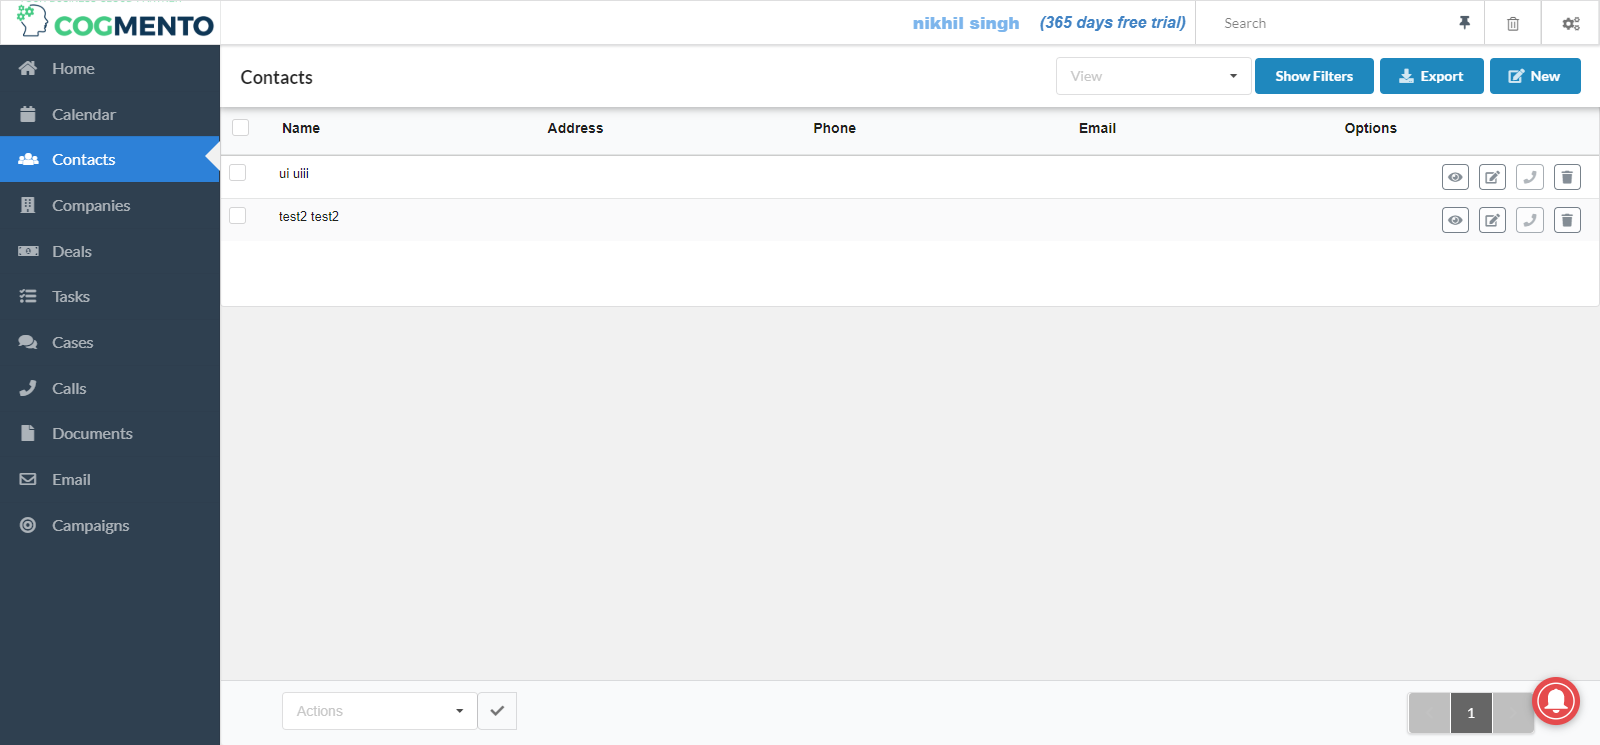 COGMENTO
nikhil singh (365 days free trial) Search
Home
Calendar
Contacts
Companies
Deals
Tasks
Cases
Calls
Documents
Email
Campaigns
Contacts View Show Filters Export New
Name Address Phone Email Options
ui uiii
test2 test2
Actions 1